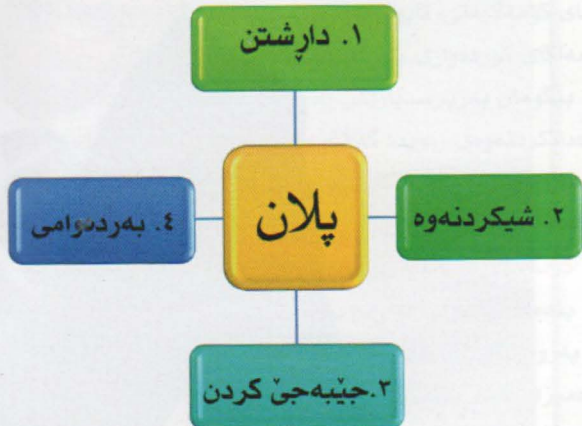 ١. دارشتن
پلان
٢. شیکردنەوە
٣.جێبەجێ کردن
٤. بەردەوامی